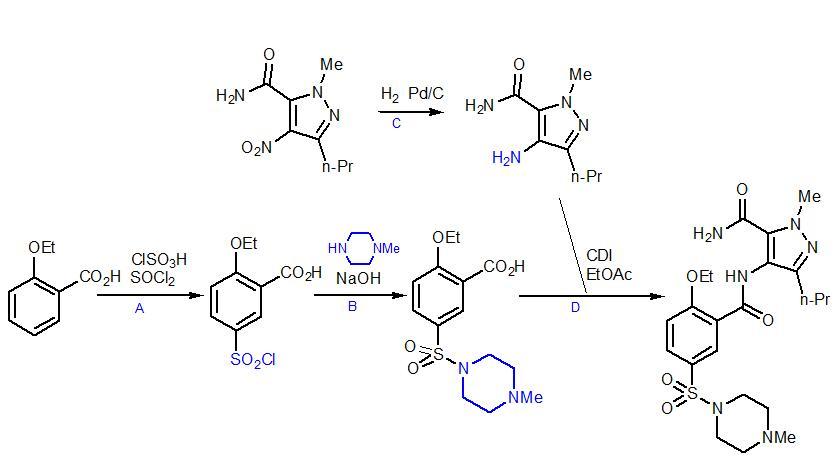 O
Me
H₂N
N
N
O₂N
n-Pr
H₂ Pd/C
C
O
Me
H₂N
N
N
H₂N
n-Pr
OEt
CO₂H
ClSO₃H
SOCl₂
A
OEt
CO₂H
SO₂Cl
HN
NMe
NaOH
B
OEt
CO₂H
O
S
O
N
NMe
CDI
EtOAc
D
O
Me
H₂N
N
N
OEt
HN
n-Pr
O
O
S
O
N
NMe